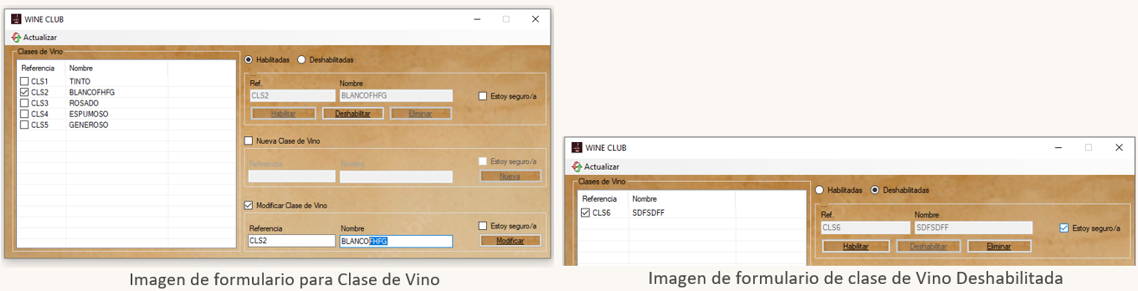 WINE CLUB
Actualizar
Clases de Vino
Referencia Nombre
CLS1 TINTO
CLS2 BLANCOFHFG
CLS3 ROSADO
CLS4 ESPUMOSO
CLS5 GENEROSO
Habilitadas Deshabilitadas
Ref. Nombre
CLS2 BLANCOFHFG
Estoy seguro/a
Habilitar Deshabilitar Eliminar
Nueva Clase de Vino
Referencia Nombre
Estoy seguro/a
Nueva
Modificar Clase de Vino
Referencia Nombre
Estoy seguro/a
CLS2 BLANCOFHFG
Modificar
Imagen de formulario para Clase de Vino
WINE CLUB
Actualizar
Clases de Vino
Referencia Nombre
CLS6 SDFSDFF
Habilitadas Deshabilitadas
Ref. Nombre
CLS6 SDFSDFF
Estoy seguro/a
Habilitar Deshabilitar Eliminar
Imagen de formulario de clase de Vino Deshabilitada